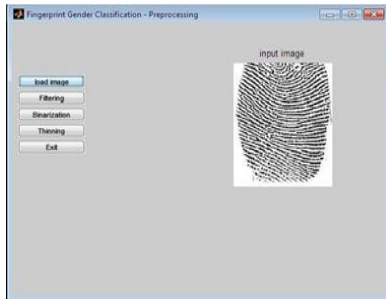 Fingerprint Gender Classification - Preprocessing
input image
load image
Filtering
Binarization
Thinning
Exit